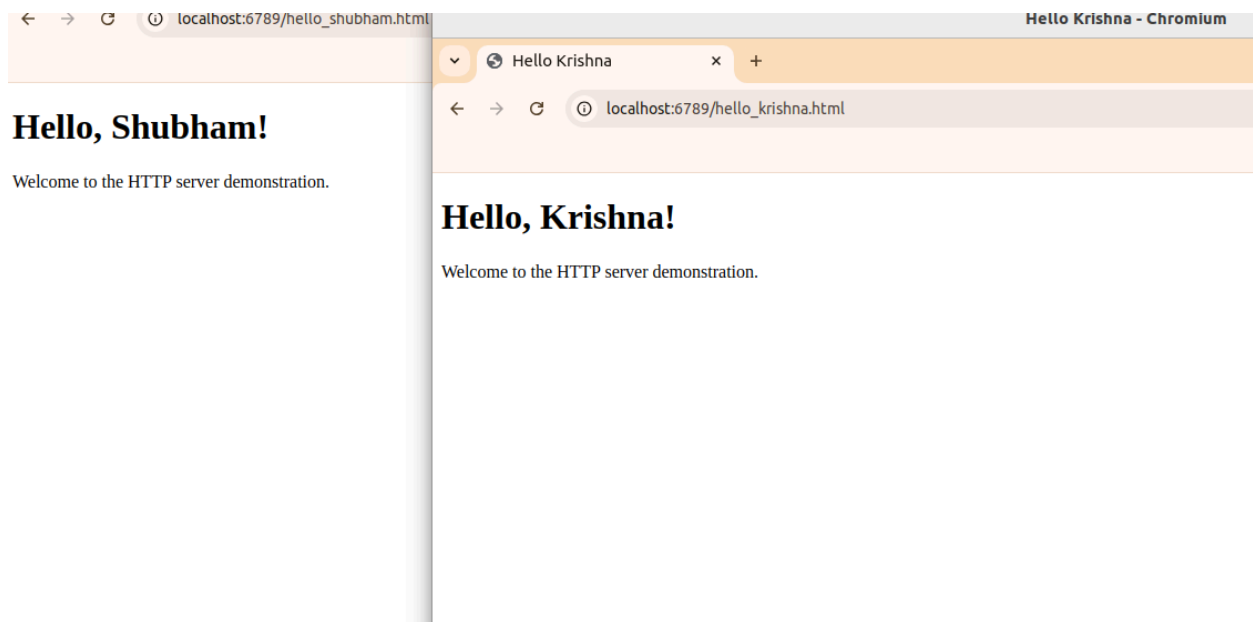 localhost:6789/hello_shubham.html
Hello, Shubham!
Welcome to the HTTP server demonstration.
Hello Krishna - Chromium
Hello Krishna
localhost:6789/hello_krishna.html
Hello, Krishna!
Welcome to the HTTP server demonstration.